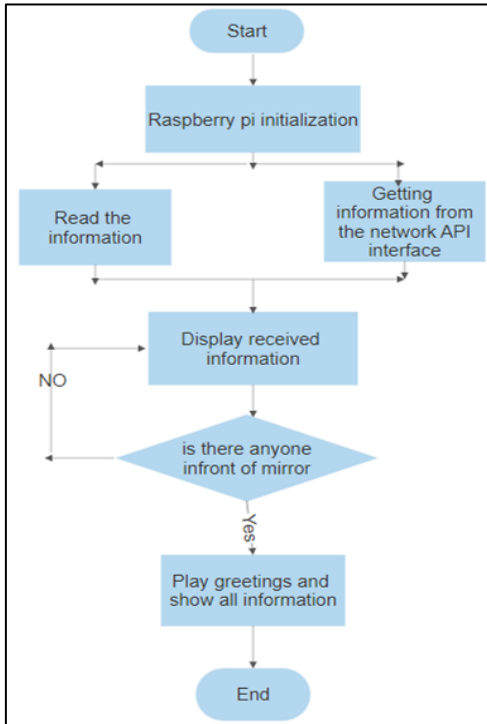 Start
Raspberry pi initialization
Read the
information
Getting
information from
the network API
interface
Display received
information
NO
is there anyone
infront of mirror
Yes
Play greetings and
show all information
End